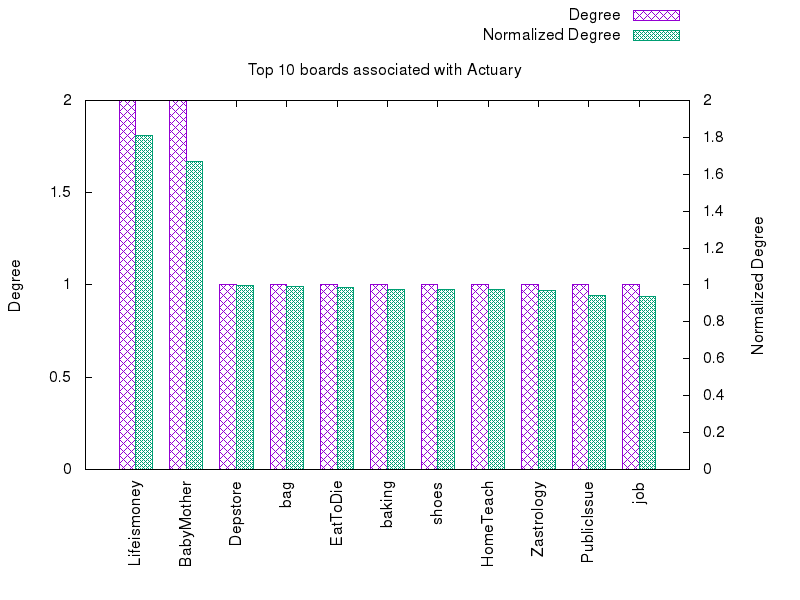 Degree
Normalized Degree
Top 10 boards associated with Actuary
2
1.5
1
0.5
0
Degree
2
1.8
1.6
1.4
1.2
1
0.8
0.6
0.4
0.2
0
Normalized Degree
Lifeismoney
BabyMother
Depstore
bag
EatToDie
baking
shoes
HomeTeach
Zastrology
PublicIssue
job